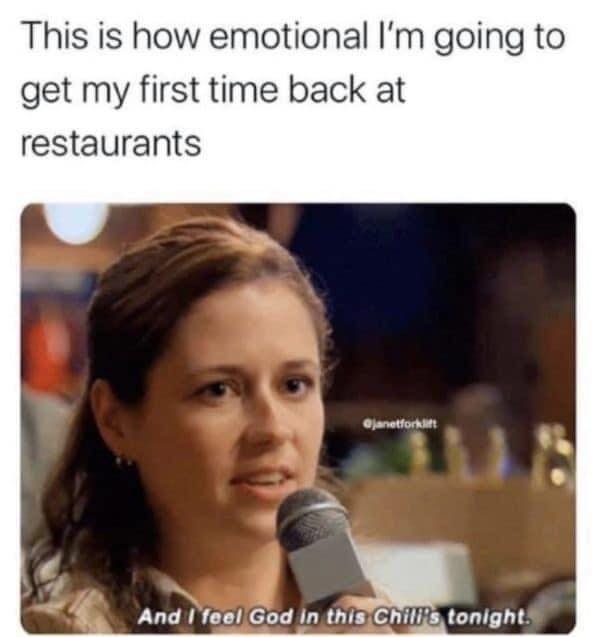 This is how emotional I'm going to
get my first time back at
restaurants
@janetforklift
And I feel God in this Chili's tonight.